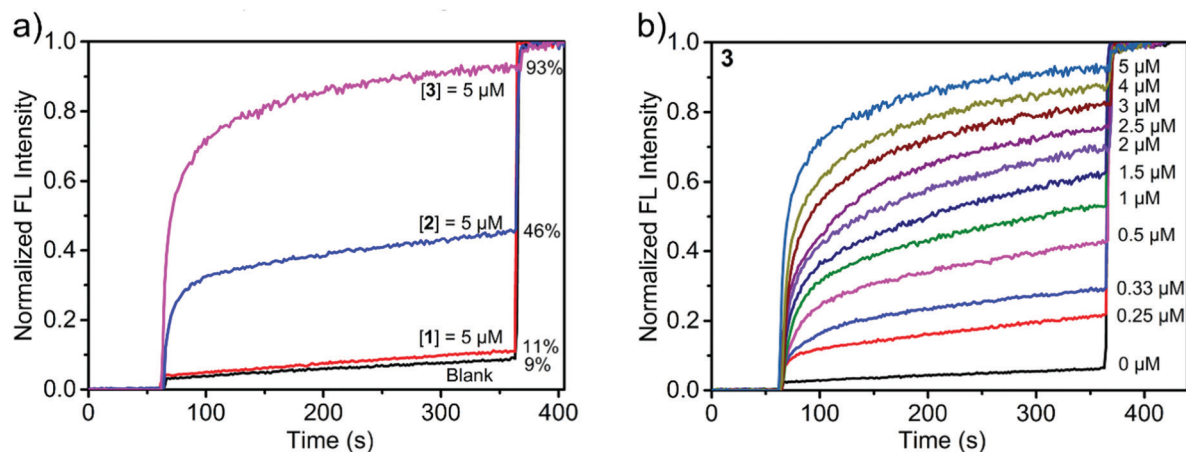 a)
Normalized FL Intensity
1.0
0.8
0.6
0.4
0.2
0.0
[3] = 5 µM
93%
[2] = 5 µM
46%
[1] = 5 µM
11%
9%
Blank
0 100 200 300 400
Time (s)
b)
3
Normalized FL Intensity
1.0
0.8
0.6
0.4
0.2
0.0
5 µM
4 µM
3 µM
2.5 µM
2 µM
1.5 µM
1 µM
0.5 µM
0.33 µM
0.25 µM
0 µM
0 100 200 300 400
Time (s)